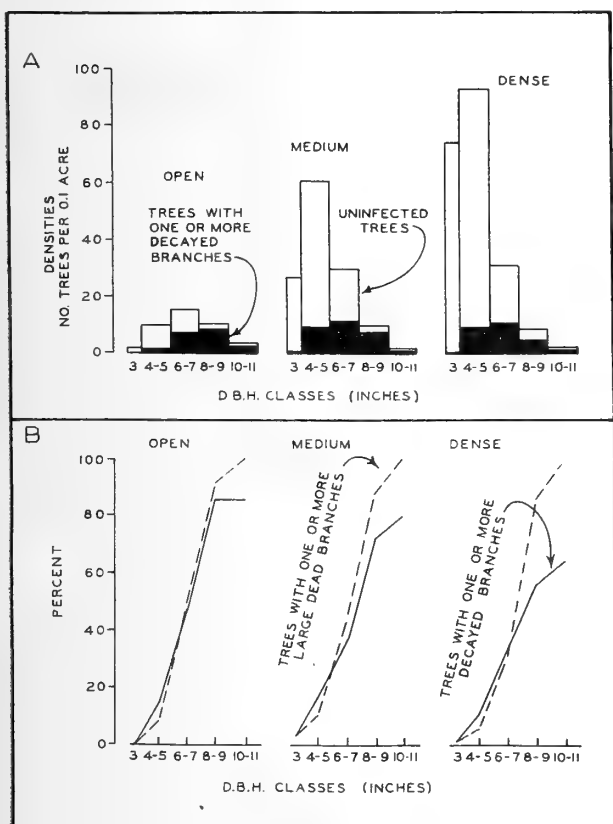 A
DENSITIES
NO. TREES PER 0.1 ACRE
100
80
60
40
20
0
OPEN
TREES WITH
ONE OR MORE
DECAYED
BRANCHES
MEDIUM
UNINFECTED
TREES
DENSE
3 4-5 6-7 8-9 10-11
3 4-5 6-7 8-9 10-11
3 4-5 6-7 8-9 10-11
D.B.H. CLASSES (INCHES)
B
OPEN
MEDIUM
DENSE
PERCENT
100
80
60
40
20
0
TREES WITH ONE OR MORE
LARGE DEAD BRANCHES
TREES WITH ONE OR MORE
DECAYED BRANCHES
3 4-5 6-7 8-9 10-11
3 4-5 6-7 8-9 10-11
3 4-5 6-7 8-9 10-11
D.B.H. CLASSES (INCHES)